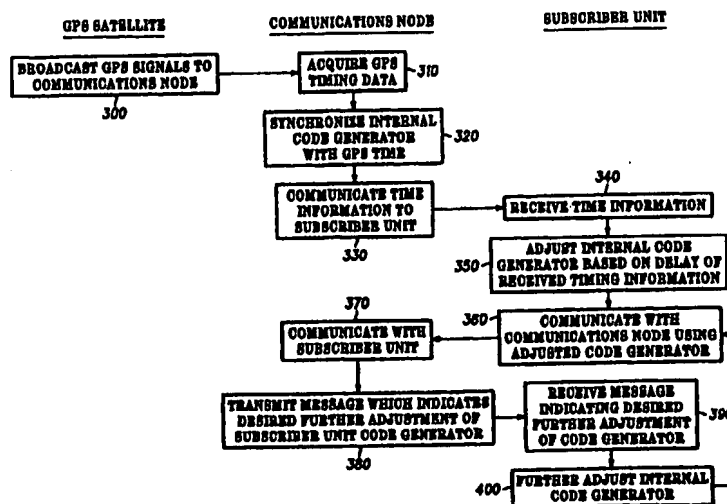 GPS SATELLITE
COMMUNICATIONS NODE
SUBSCRIBER UNIT
BROADCAST GPS SIGNALS TO
COMMUNICATIONS NODE
300
ACQUIRE GPS
TIMING DATA
310
SYNCHRONIZE INTERNAL
CODE GENERATOR
WITH GPS TIME
320
COMMUNICATE TIME
INFORMATION TO
SUBSCRIBER UNIT
330
340
RECEIVE TIME INFORMATION
350
ADJUST INTERNAL CODE
GENERATOR BASED ON DELAY OF
RECEIVED TIMING INFORMATION
360
COMMUNICATE WITH
COMMUNICATIONS NODE USING
ADJUSTED CODE GENERATOR
370
COMMUNICATE WITH
SUBSCRIBER UNIT
TRANSMIT MESSAGE WHICH INDICATES
DESIRED FURTHER ADJUSTMENT OF
SUBSCRIBER UNIT CODE GENERATOR
380
RECEIVE MESSAGE
INDICATING DESIRED
FURTHER ADJUSTMENT
OF CODE GENERATOR
390
400
FURTHER ADJUST INTERNAL
CODE GENERATOR